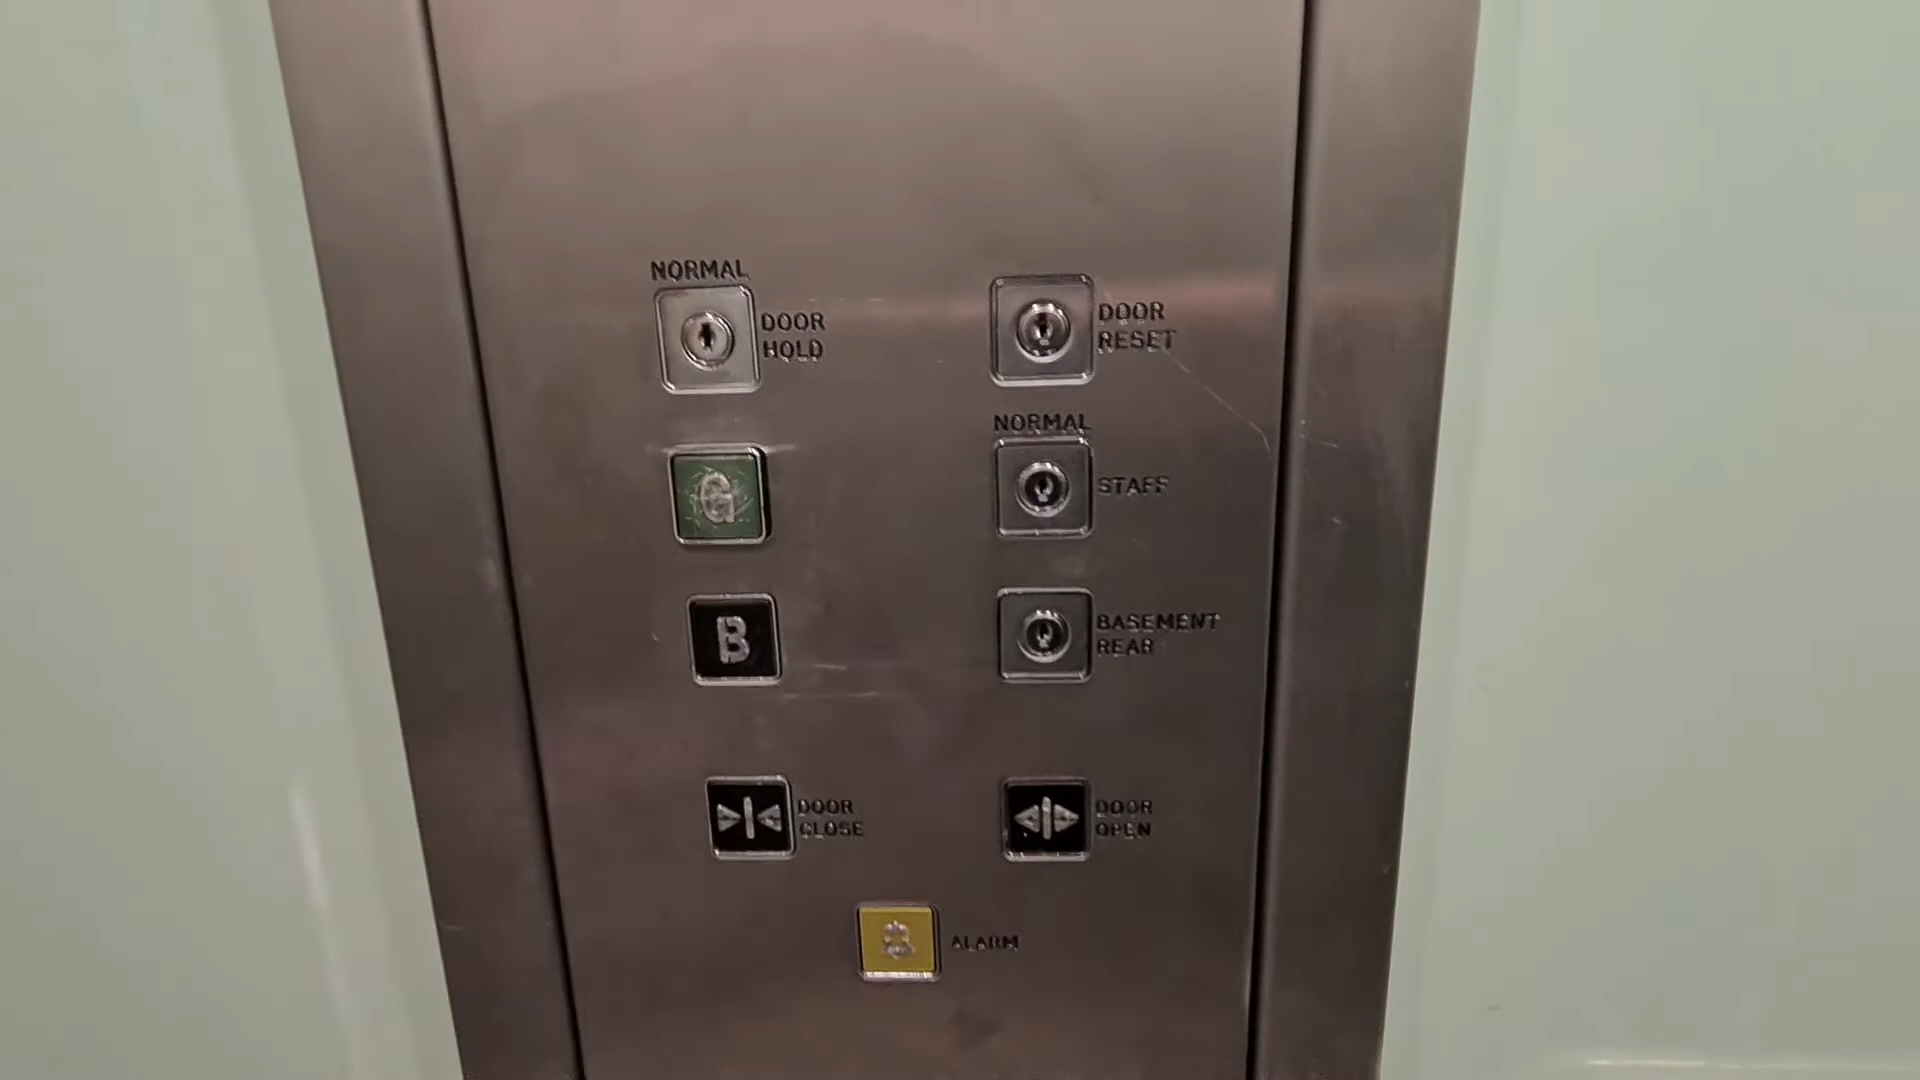 NORMAL
DOOR
HOLD
DOOR
RESET
NORMAL
G
STAFF
B
BASEMENT
REAR
DOOR
CLOSE
DOOR
OPEN
ALARM